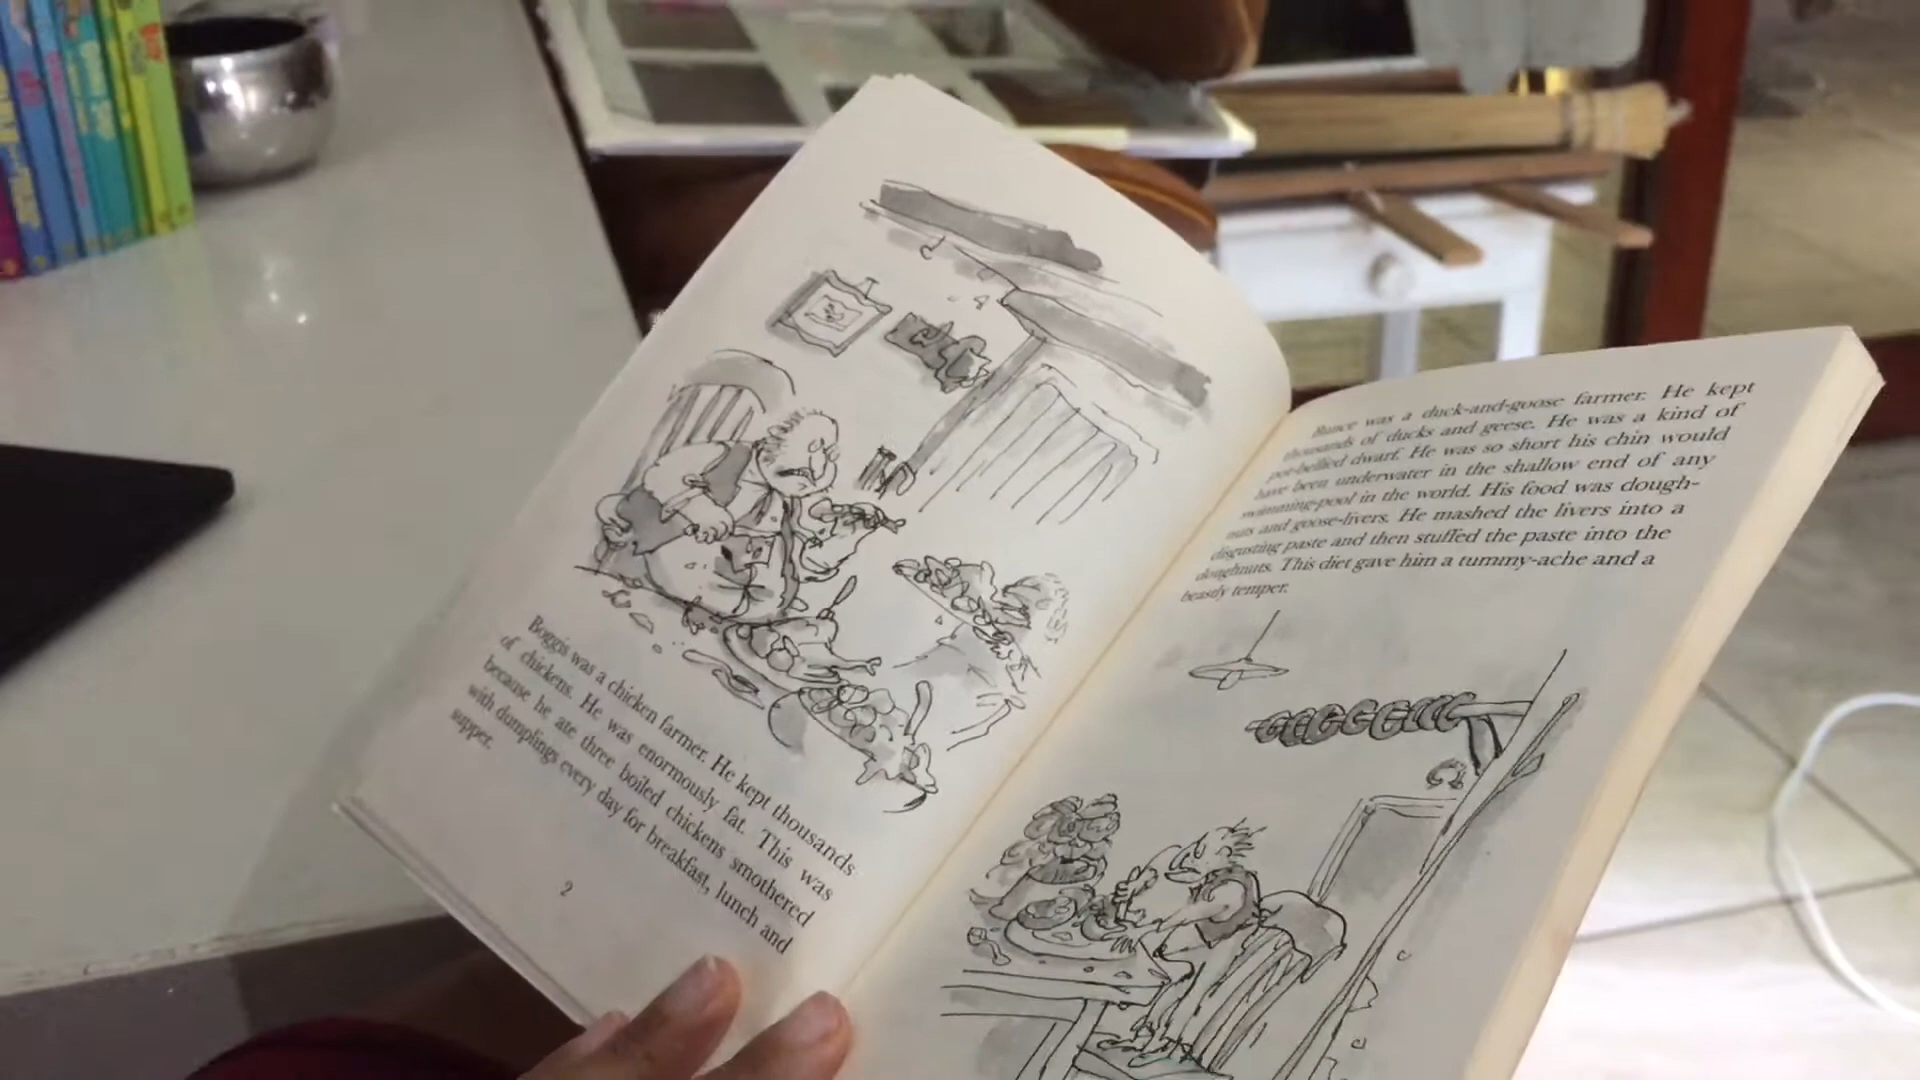 Boggis was a chicken farmer. He kept thousands
of chickens. He was enormously fat. This was
because he ate three boiled chickens smothered
with dumplings every day for breakfast, lunch and
supper.
2
Bunce was a duck-and-goose farmer. He kept
thousands of ducks and geese. He was a kind of
pot-bellied dwarf. He was so short his chin would
have been underwater in the shallow end of any
swimming-pool in the world. His food was dough-
nuts and goose-livers. He mashed the livers into a
disgusting paste and then stuffed the paste into the
doughnuts. This diet gave him a tummy-ache and a
beastly temper.